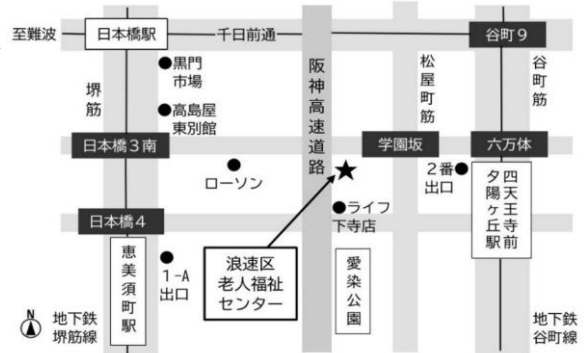 至難波
日本橋駅
千日前通
谷町9
黒門
市場
堺筋
高島屋
東別館
阪神高速道路
松屋町筋
谷町筋
日本橋3南
学園坂
六万体
ローソン
2番
出口
四天王寺前
夕陽ヶ丘駅
ライフ
下寺店
日本橋4
恵美須町駅
1-A
出口
浪速区
老人福祉
センター
愛染公園
N
地下鉄
堺筋線
地下鉄
谷町線